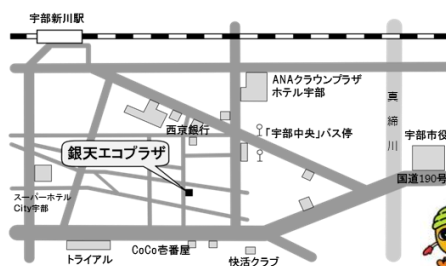 宇部新川駅
ANAクラウンプラザ
ホテル宇部
真締川
西京銀行
「宇部中央」バス停
宇部市役
銀天エコプラザ
国道190号
スーパーホテル
City宇部
トライアル
CoCo壱番屋
快活クラブ